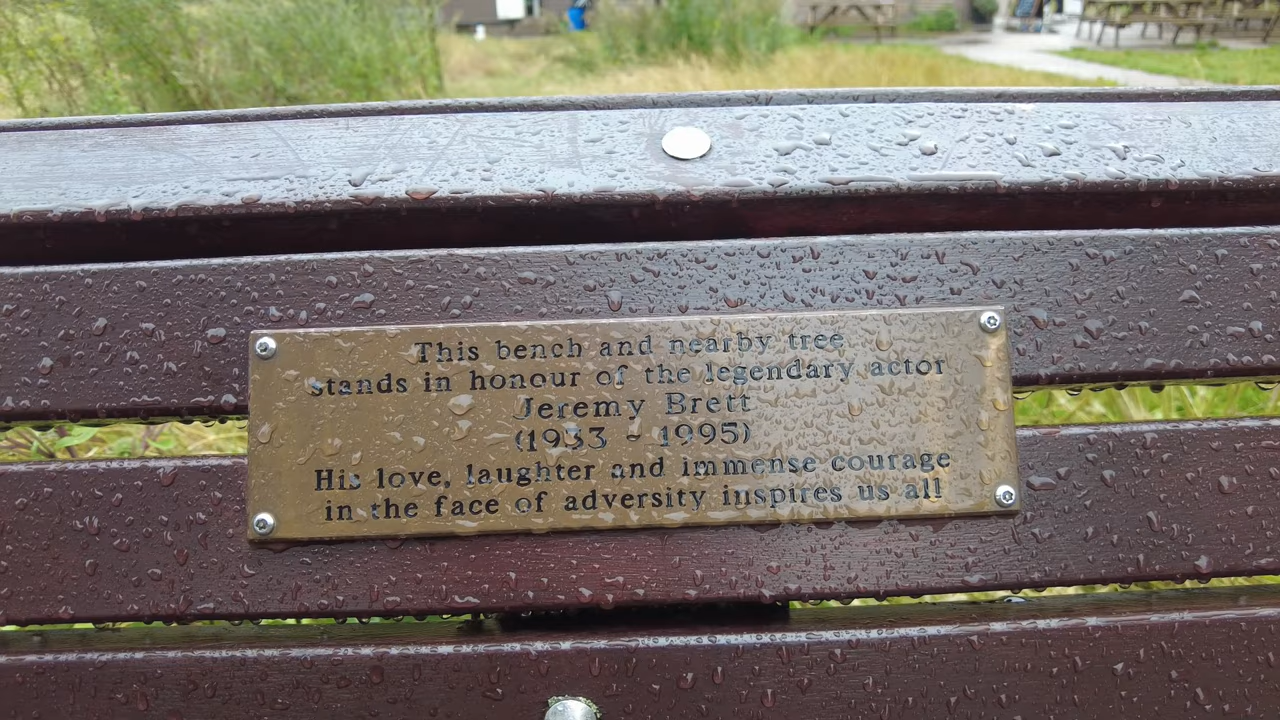 This bench and nearby tree
stands in honour of the legendary actor
Jeremy Brett
(1933 - 1995)
His love, laughter and immense courage
in the face of adversity inspires us all